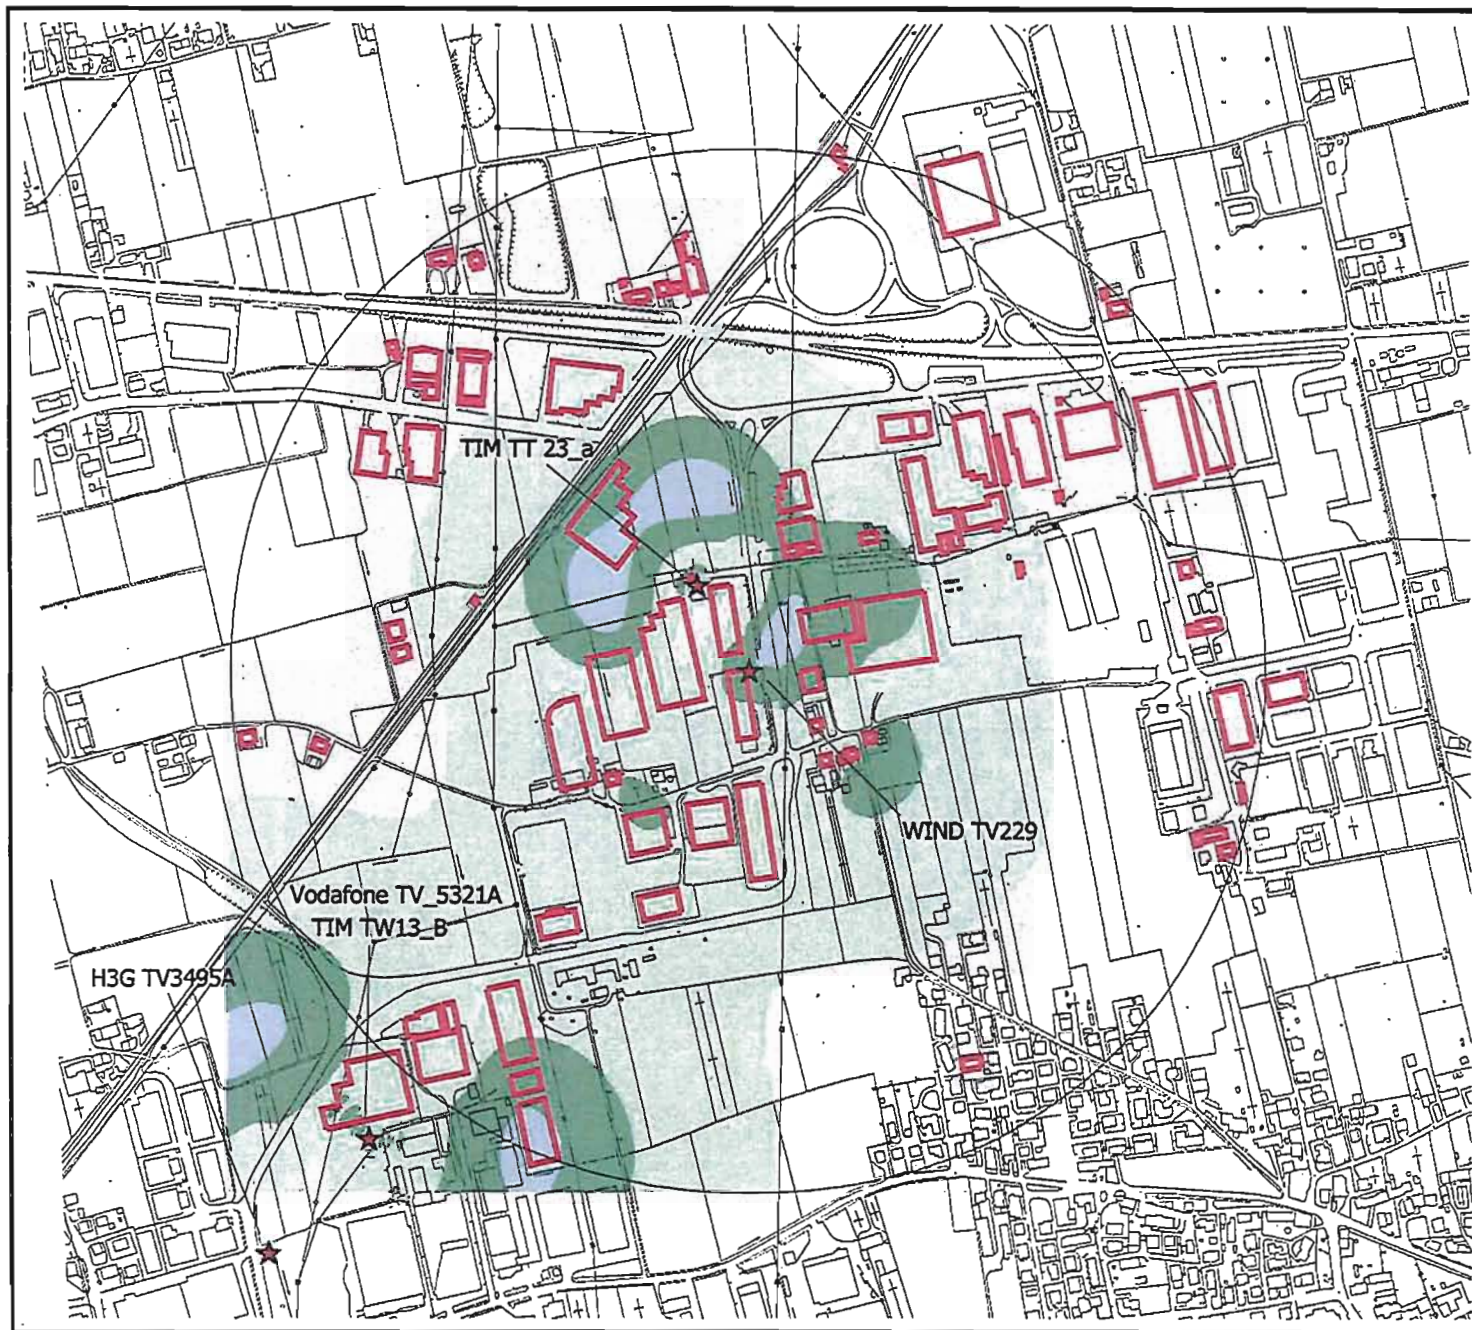 TIM TT 23_a
WIND TV229
Vodafone TV_5321A
TIM TW13_B
H3G TV3495A